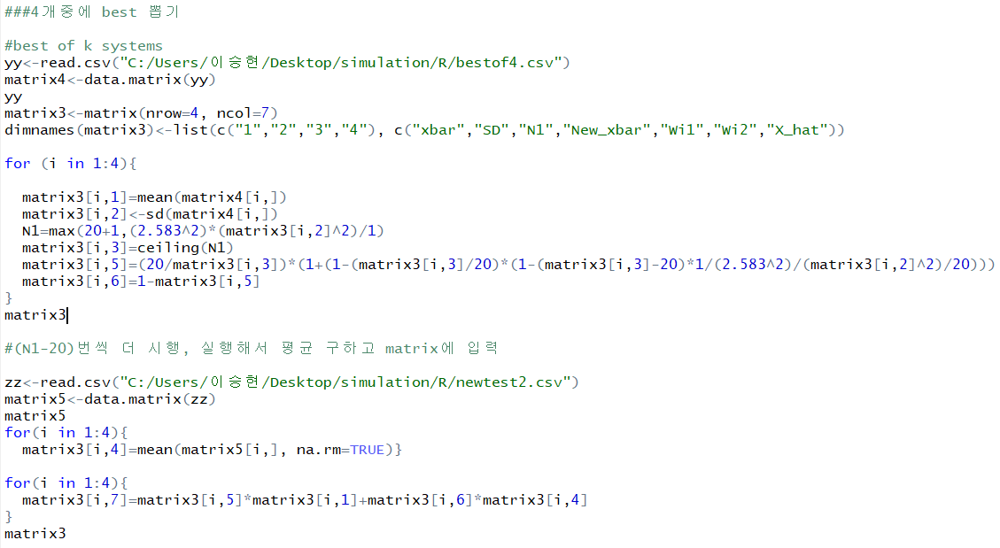 ###4개중에 best 뽑기
#best of k systems
yy<-read.csv("C:/Users/이승현/Desktop/simulation/R/bestof4.csv")
matrix4<-data.matrix(yy)
yy
matrix3<-matrix(nrow=4, ncol=7)
dimnames(matrix3)<-list(c("1","2","3","4"), c("xbar","SD","N1","New_xbar","Wi1","Wi2","X_hat"))
for (i in 1:4){
matrix3[i,1]=mean(matrix4[i,])
matrix3[i,2]<-sd(matrix4[i,])
N1=max(20+1,(2.583^2)*(matrix3[i,2]^2)/1)
matrix3[i,3]=ceiling(N1)
matrix3[i,5]=(20/matrix3[i,3])*(1+(1-(matrix3[i,3]/20)*(1-(matrix3[i,3]-20)*1/(2.583^2)/(matrix3[i,2]^2)/20)))
matrix3[i,6]=1-matrix3[i,5]
}
matrix3
#(N1-20)번씩 더 시행, 실행해서 평균 구하고 matrix에 입력
zz<-read.csv("C:/Users/이승현/Desktop/simulation/R/newtest2.csv")
matrix5<-data.matrix(zz)
matrix5
for(i in 1:4){
matrix3[i,4]=mean(matrix5[i,], na.rm=TRUE)}
for(i in 1:4){
matrix3[i,7]=matrix3[i,5]*matrix3[i,1]+matrix3[i,6]*matrix3[i,4]
}
matrix3